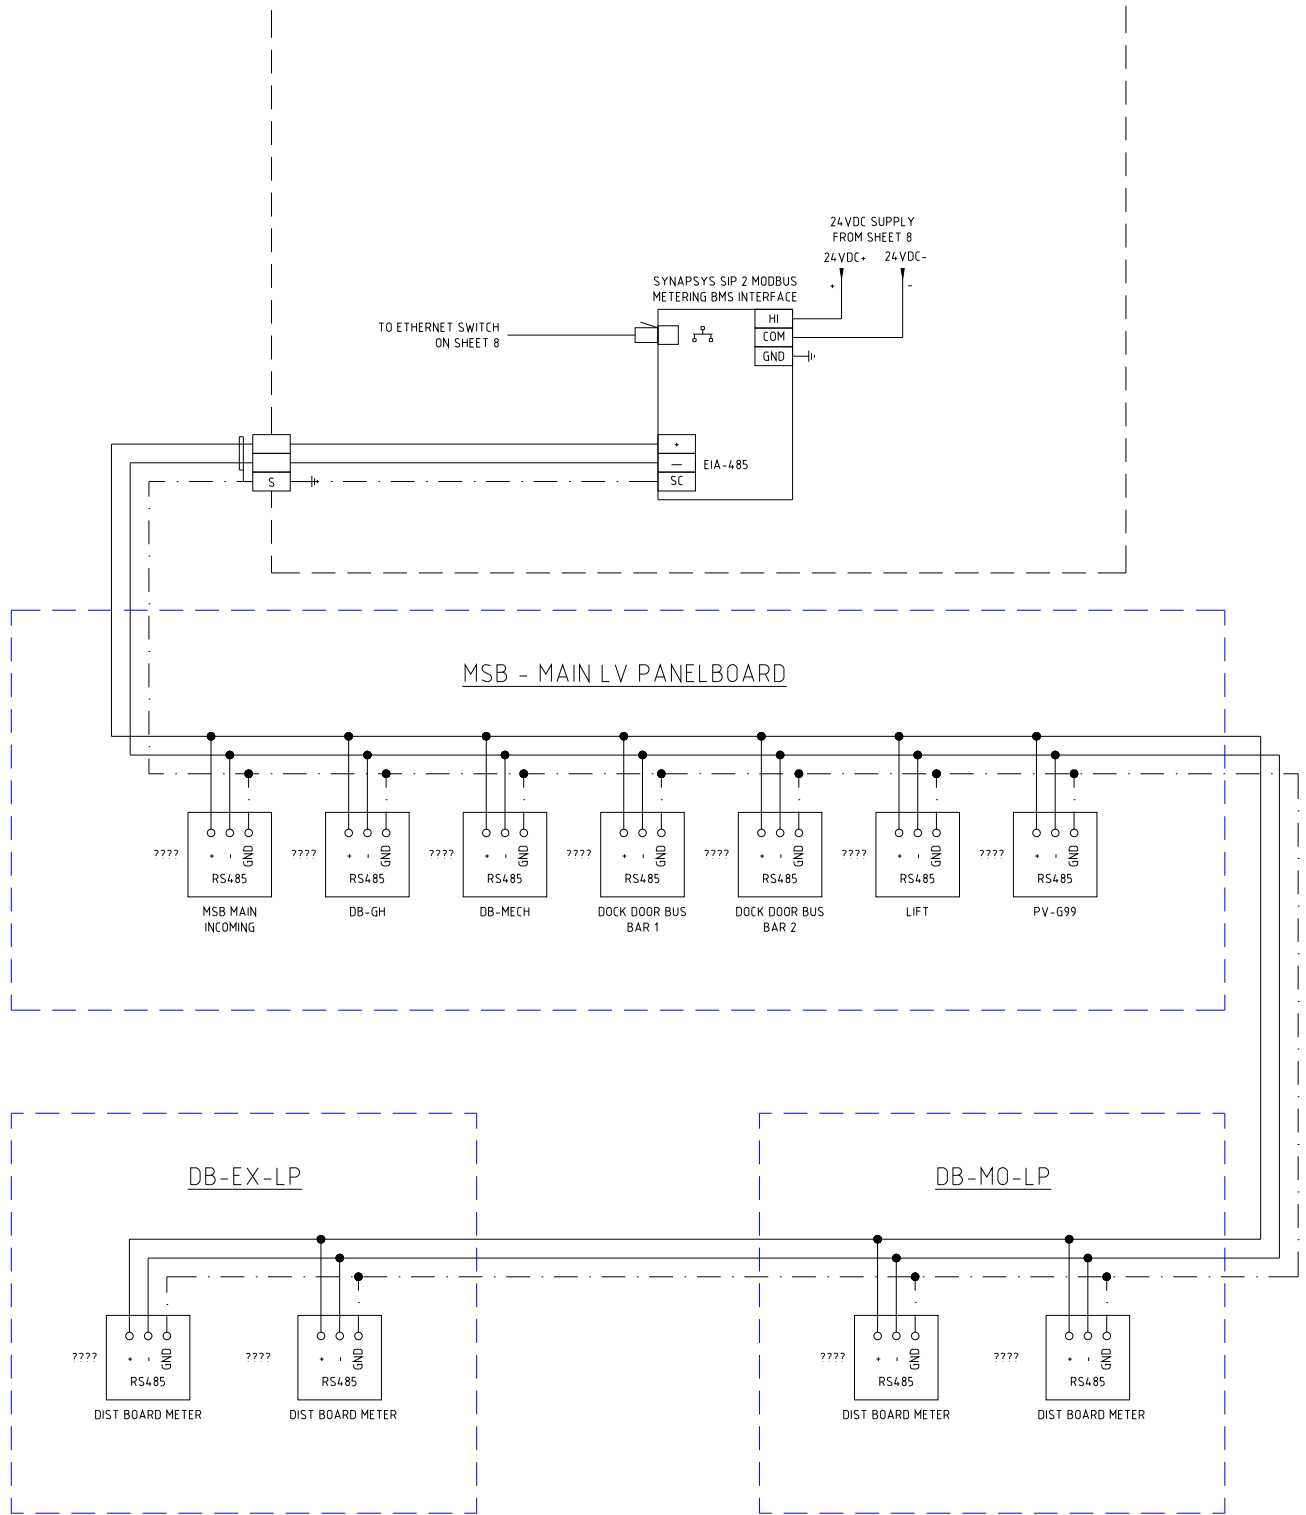 24VDC SUPPLY
FROM SHEET 8
24VDC+ 24VDC-
+ -
SYNAPSYS SIP 2 MODBUS
METERING BMS INTERFACE
TO ETHERNET SWITCH
ON SHEET 8
HI
COM
GND
+
—
EIA-485
S
SC
MSB - MAIN LV PANELBOARD
???? + - GND
RS485
MSB MAIN
INCOMING
???? + - GND
RS485
DB-GH
???? + - GND
RS485
DB-MECH
???? + - GND
RS485
DOCK DOOR BUS
BAR 1
???? + - GND
RS485
DOCK DOOR BUS
BAR 2
???? + - GND
RS485
LIFT
???? + - GND
RS485
PV-G99
DB-EX-LP
???? + - GND
RS485
DIST BOARD METER
???? + - GND
RS485
DIST BOARD METER
DB-MO-LP
???? + - GND
RS485
DIST BOARD METER
???? + - GND
RS485
DIST BOARD METER